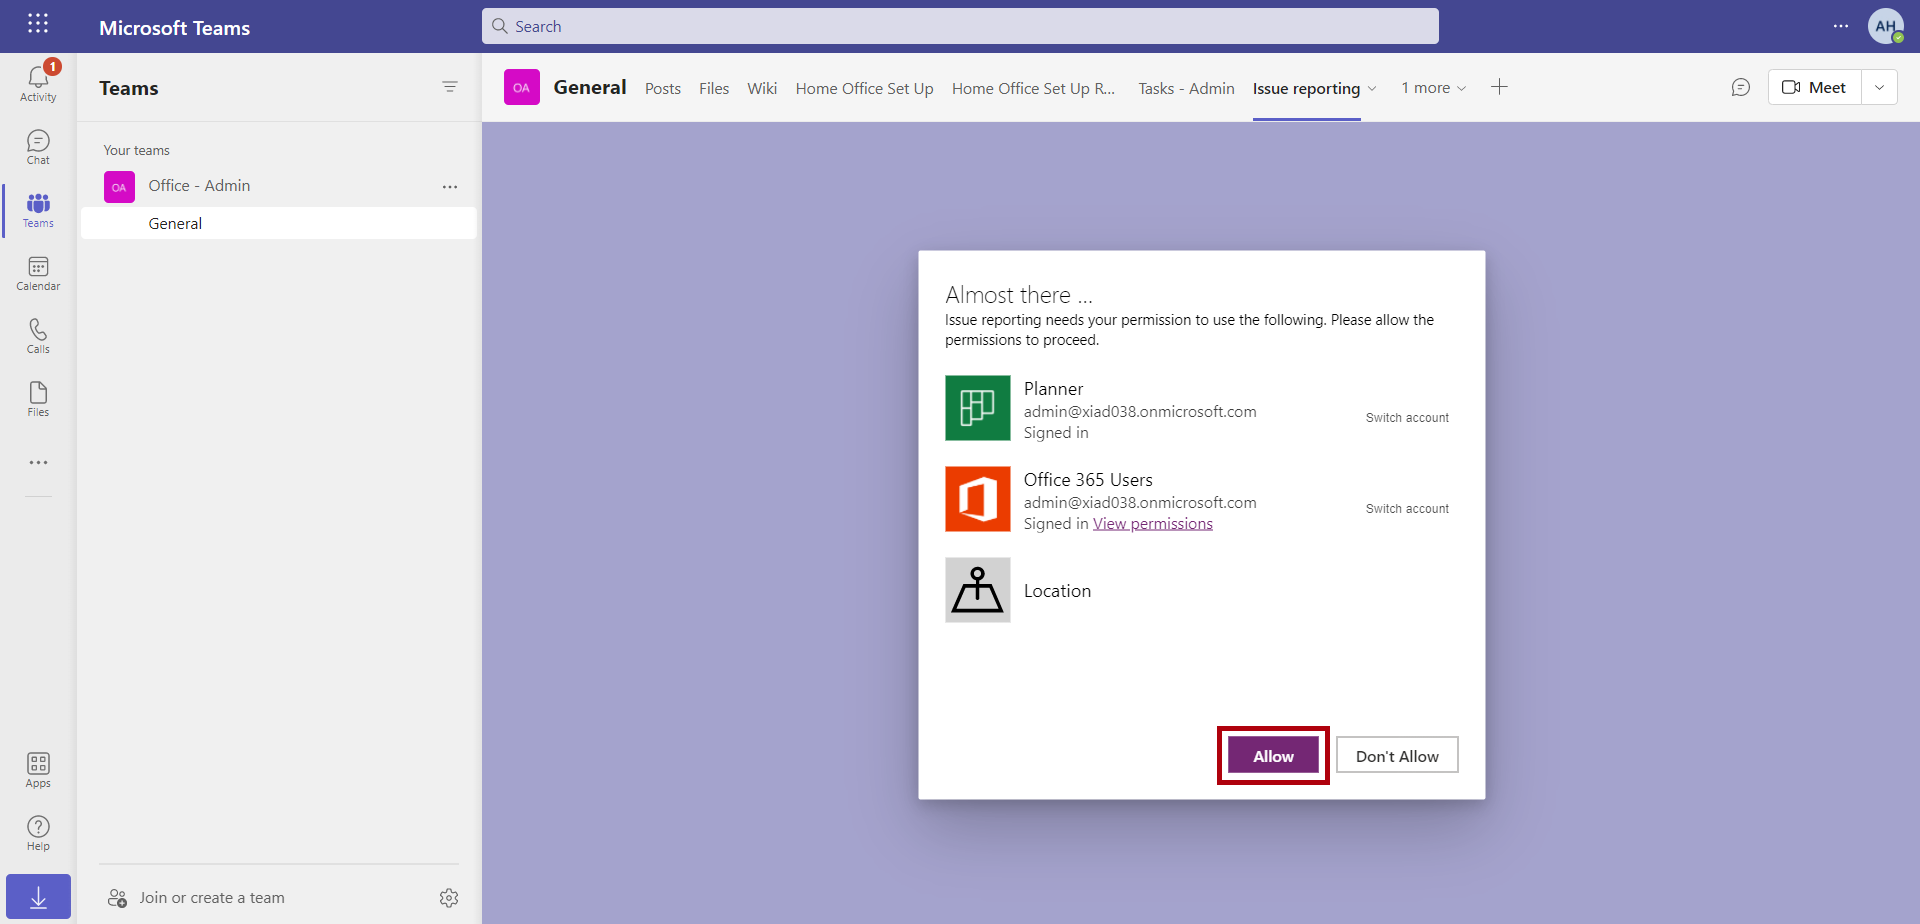 Microsoft Teams
Search
AH
1
Activity
Chat
Teams
Calendar
Calls
Files
Apps
Help
Teams
Your teams
OA Office - Admin
General
Join or create a team
OA General Posts Files Wiki Home Office Set Up Home Office Set Up R... Tasks - Admin Issue reporting 1 more Meet
Almost there ...
Issue reporting needs your permission to use the following. Please allow the
permissions to proceed.
Planner
admin@xiad038.onmicrosoft.com
Signed in
Switch account
Office 365 Users
admin@xiad038.onmicrosoft.com
Signed in View permissions
Switch account
Location
Allow Don't Allow